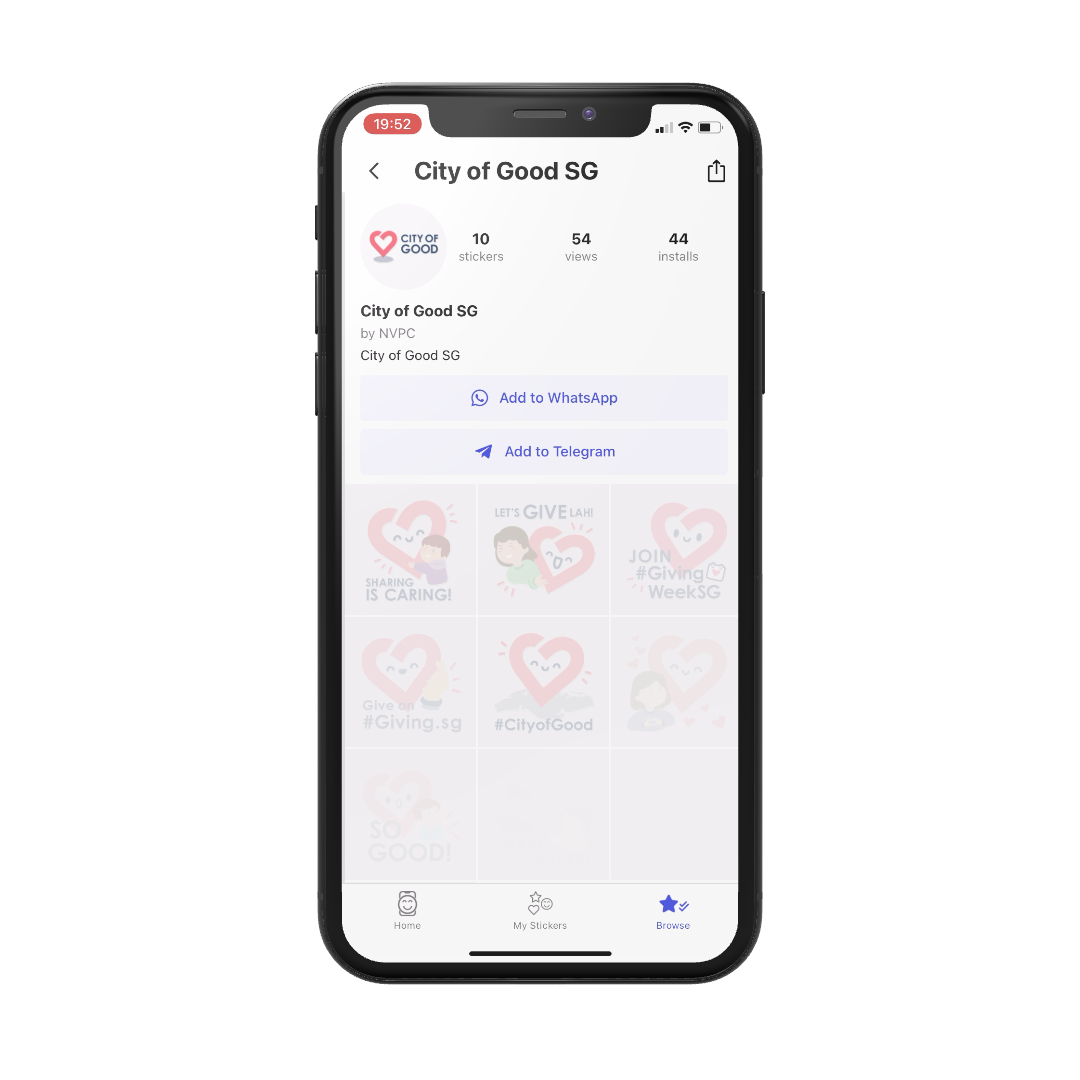 19:52
City of Good SG
CITY OF
GOOD
10
stickers
54
views
44
installs
City of Good SG
by NVPC
City of Good SG
Add to WhatsApp
Add to Telegram
SHARING
IS CARING!
LET'S GIVE LAH!
JOIN
#Giving
WeekSG
Give on
#Giving.sg
#CityofGood
SO
GOOD!
Home
My Stickers
Browse